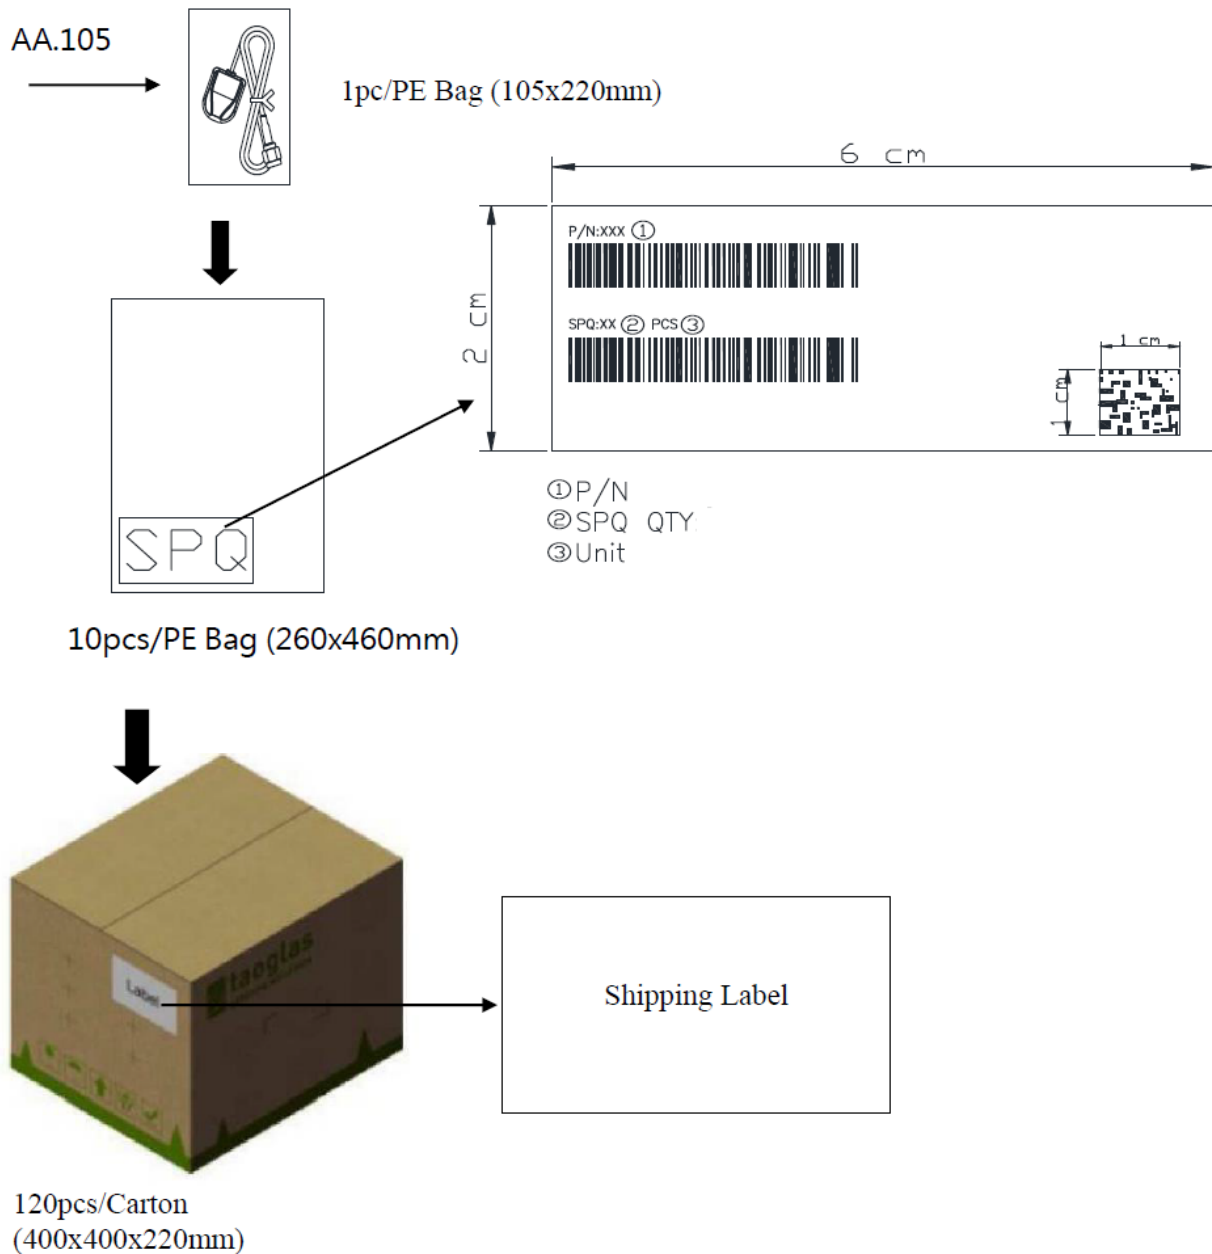 AA.105
1pc/PE Bag (105x220mm)
6 cm
2 cm
P/N:XXX ①
SPQ:XX ② PCS ③
1 cm
1 cm
①P/N
②SPQ QTY
③Unit
SPQ
10pcs/PE Bag (260x460mm)
taoglas
Label
Shipping Label
120pcs/Carton
(400x400x220mm)